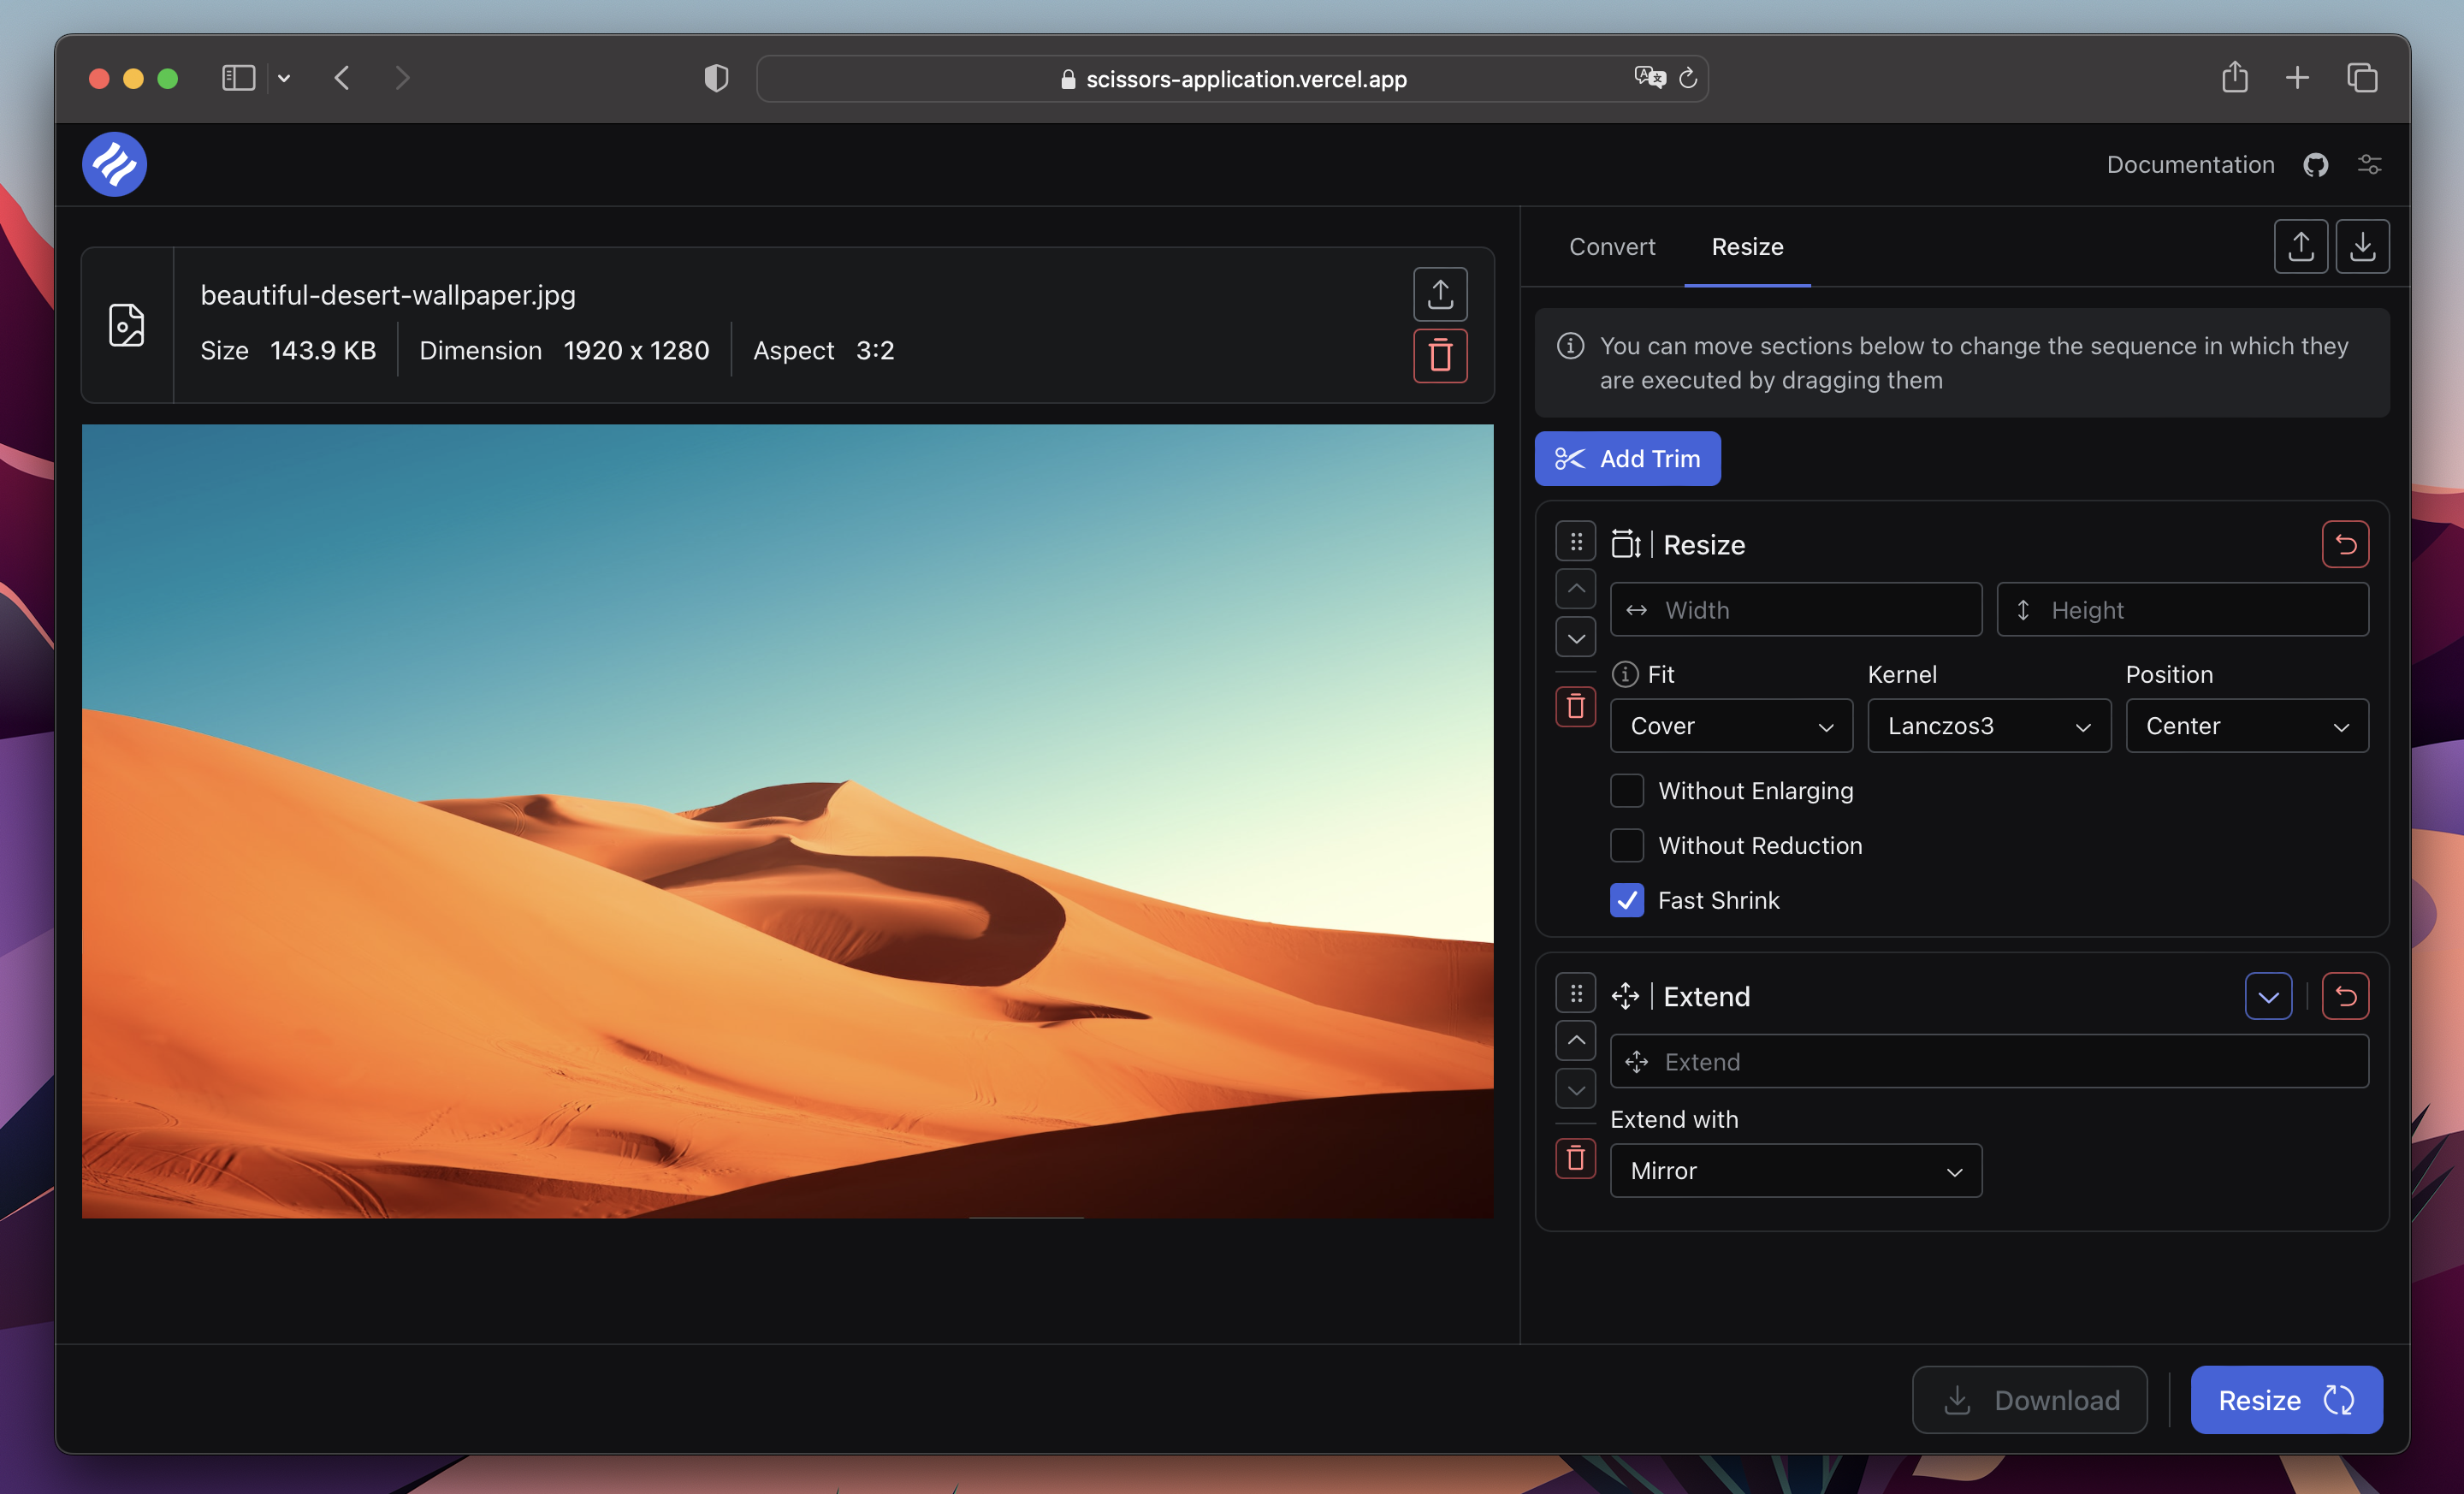 scissors-application.vercel.app
Documentation
beautiful-desert-wallpaper.jpg
Size 143.9 KB Dimension 1920 x 1280 Aspect 3:2
Convert Resize
You can move sections below to change the sequence in which they
are executed by dragging them
Add Trim
Resize
Width Height
Fit Kernel Position
Cover Lanczos3 Center
Without Enlarging
Without Reduction
Fast Shrink
Extend
Extend
Extend with
Mirror
Download Resize